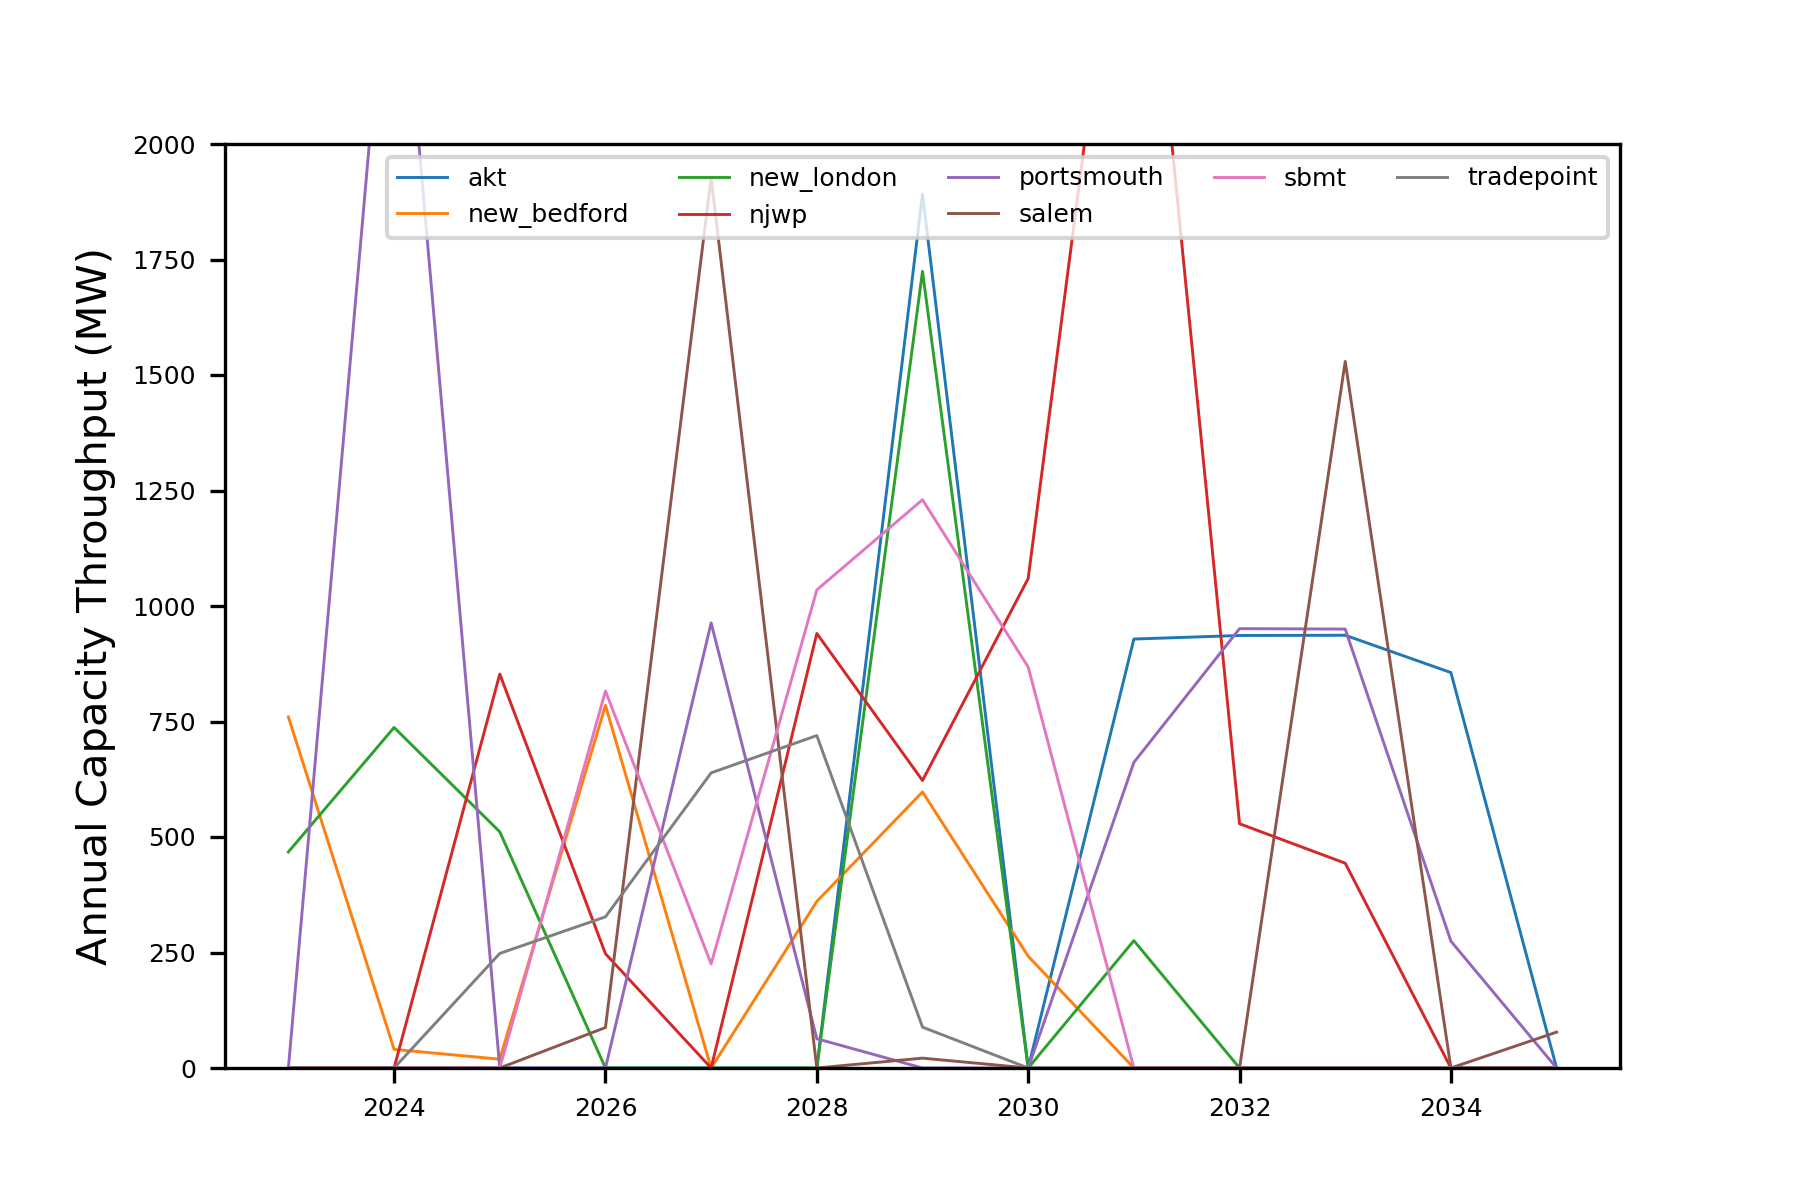 Annual Capacity Throughput (MW)
2000
1750
1500
1250
1000
750
500
250
0
akt new_london portsmouth sbmt tradepoint
new_bedford njwp salem
2024 2026 2028 2030 2032 2034